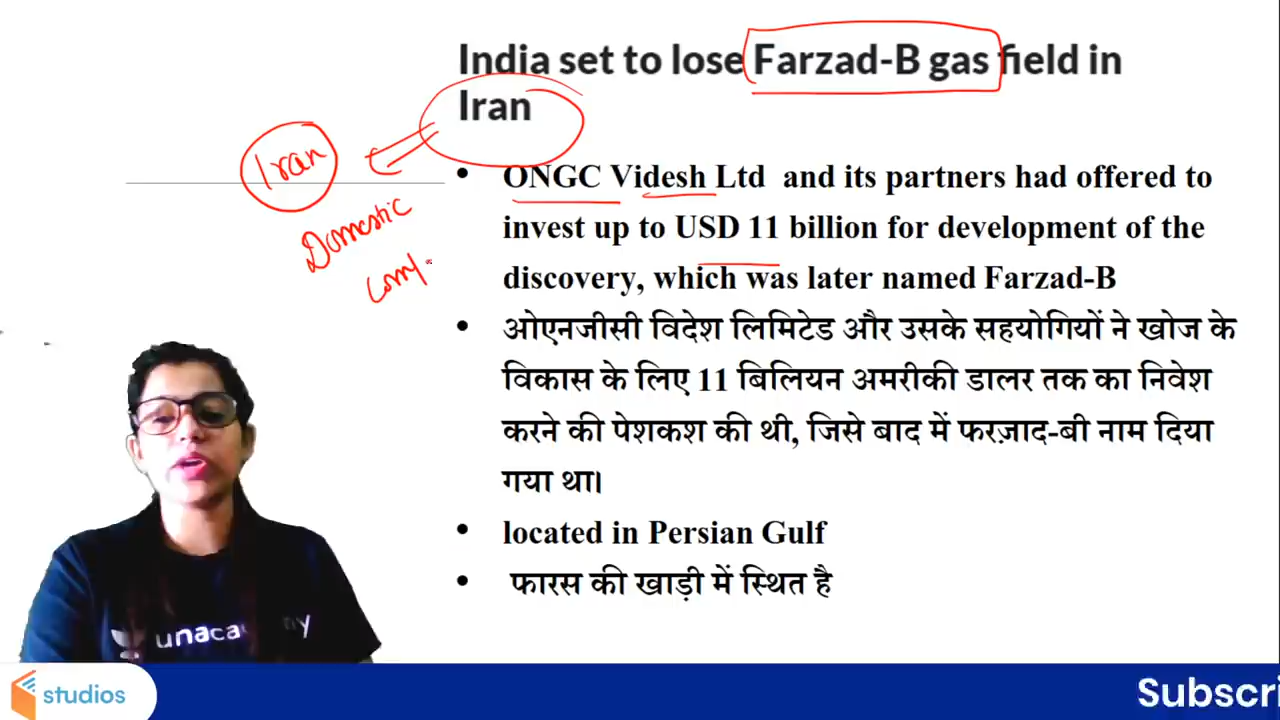 India set to lose Farzad-B gas field in
Iran
Iran
Domestic
• ONGC Videsh Ltd and its partners had offered to
invest up to USD 11 billion for development of the
discovery, which was later named Farzad-B
• ओएनजीसी विदेश लिमिटेड और उसके सहयोगियों ने खोज के
विकास के लिए 11 बिलियन अमरीकी डालर तक का निवेश
करने की पेशकश की थी, जिसे बाद में फरज़ाद-बी नाम दिया
गया था।
• located in Persian Gulf
• फारस की खाड़ी में स्थित है
studios
Subscri